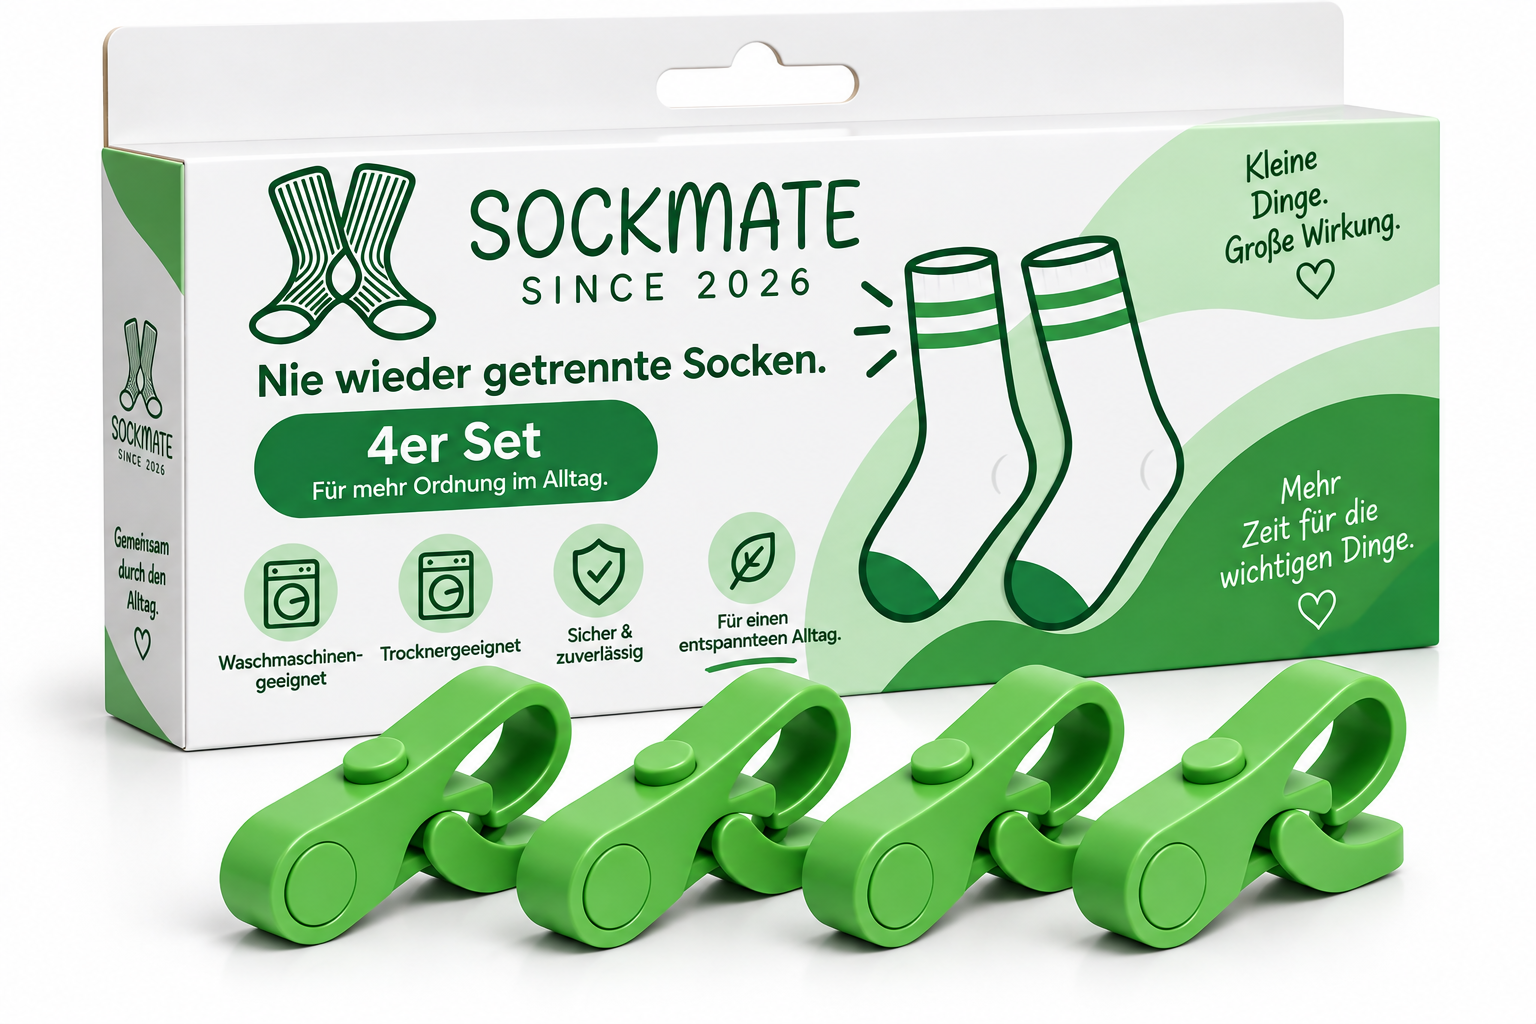 SOCKMATE
SINCE 2026
Nie wieder getrennte Socken.
4er Set
Für mehr Ordnung im Alltag.
Waschmaschinen-
geeignet
Trocknergeeignet
Sicher &
zuverlässig
Für einen
entspannteen Alltag.
Kleine
Dinge.
Große Wirkung.
Mehr
Zeit für die
wichtigen Dinge.
SOCKMATE
SINCE 2026
Gemeinsam
durch den
Alltag.